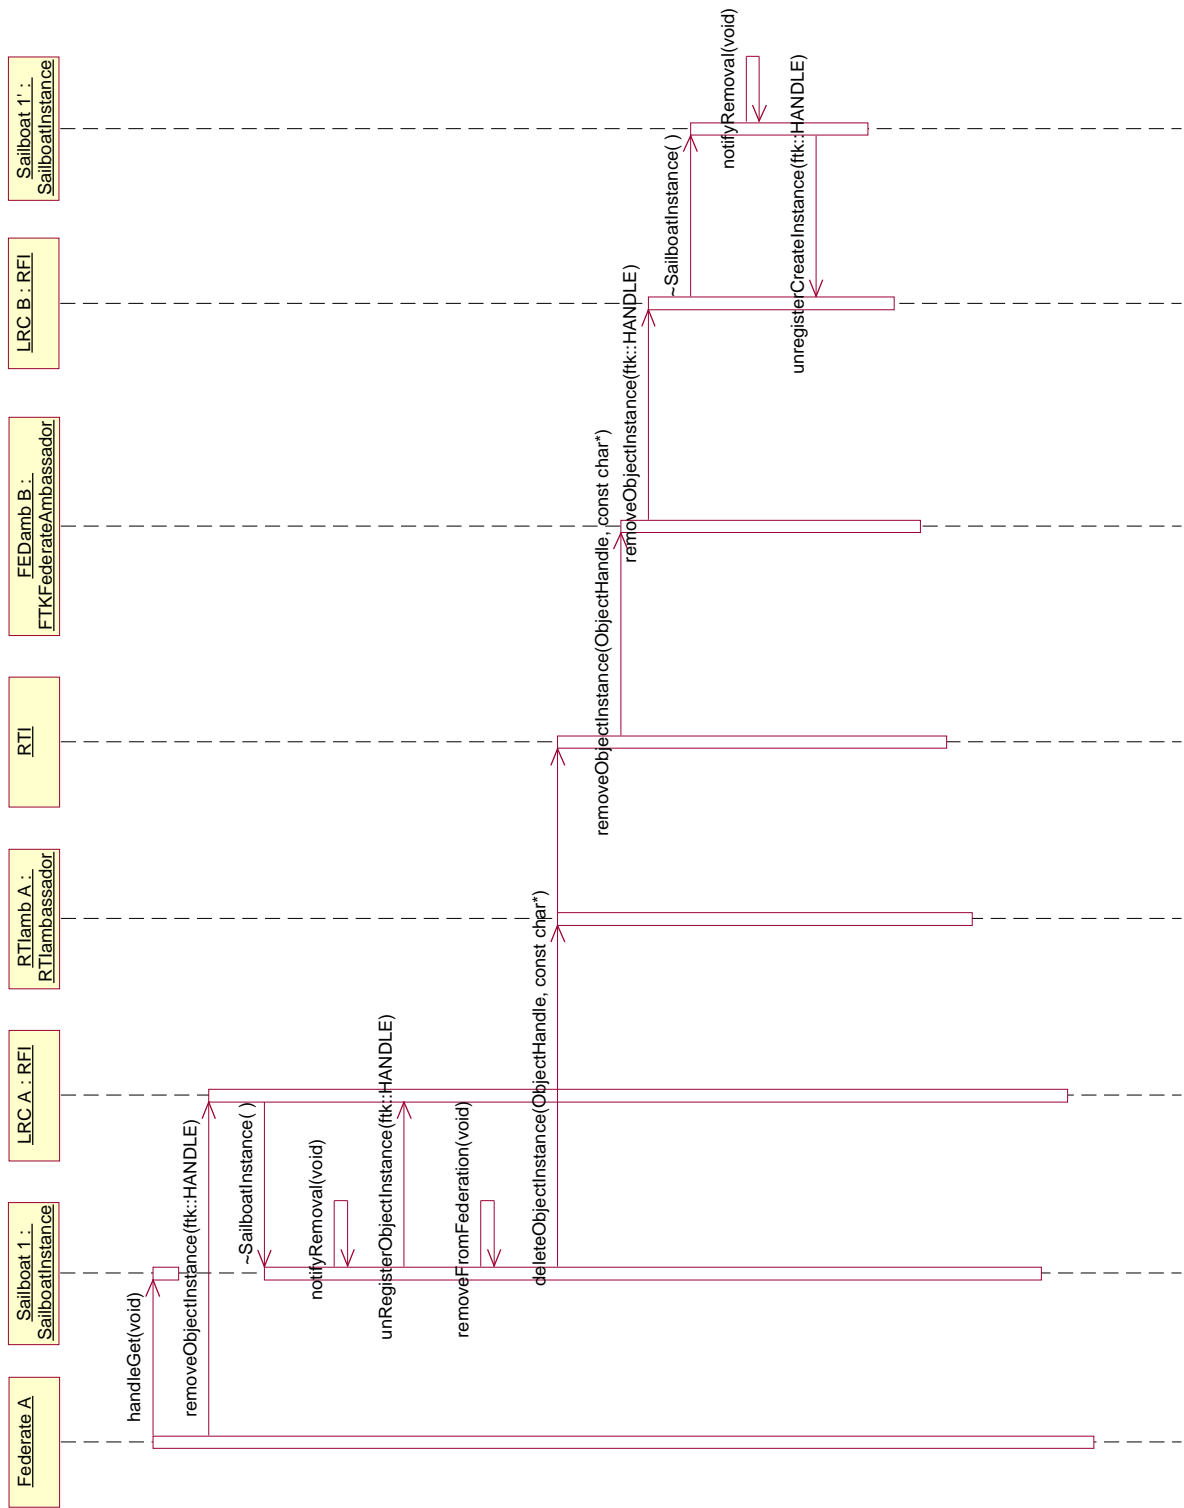 Federate A
Sailboat 1 :
SailboatInstance
LRC A : RFI
RTIamb A :
RTIambassador
RTI
FEDamb B :
FTKFederateAmbassador
LRC B : RFI
Sailboat 1' :
SailboatInstance
handleGet(void)
removeObjectInstance(ftk::HANDLE)
~SailboatInstance( )
notifyRemoval(void)
unRegisterObjectInstance(ftk::HANDLE)
removeFromFederation(void)
deleteObjectInstance(ObjectHandle, const char*)
removeObjectInstance(ObjectHandle, const char*)
removeObjectInstance(ftk::HANDLE)
~SailboatInstance( )
notifyRemoval(void)
unregisterCreateInstance(ftk::HANDLE)